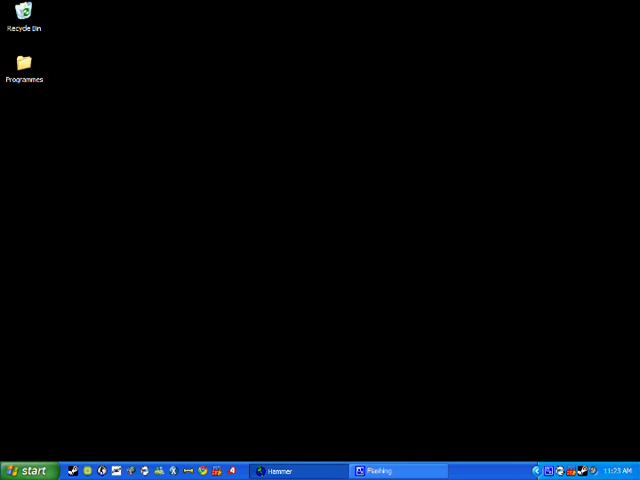 Recycle Bin
Programmes
start
Hammer
Flashing
11:23 AM